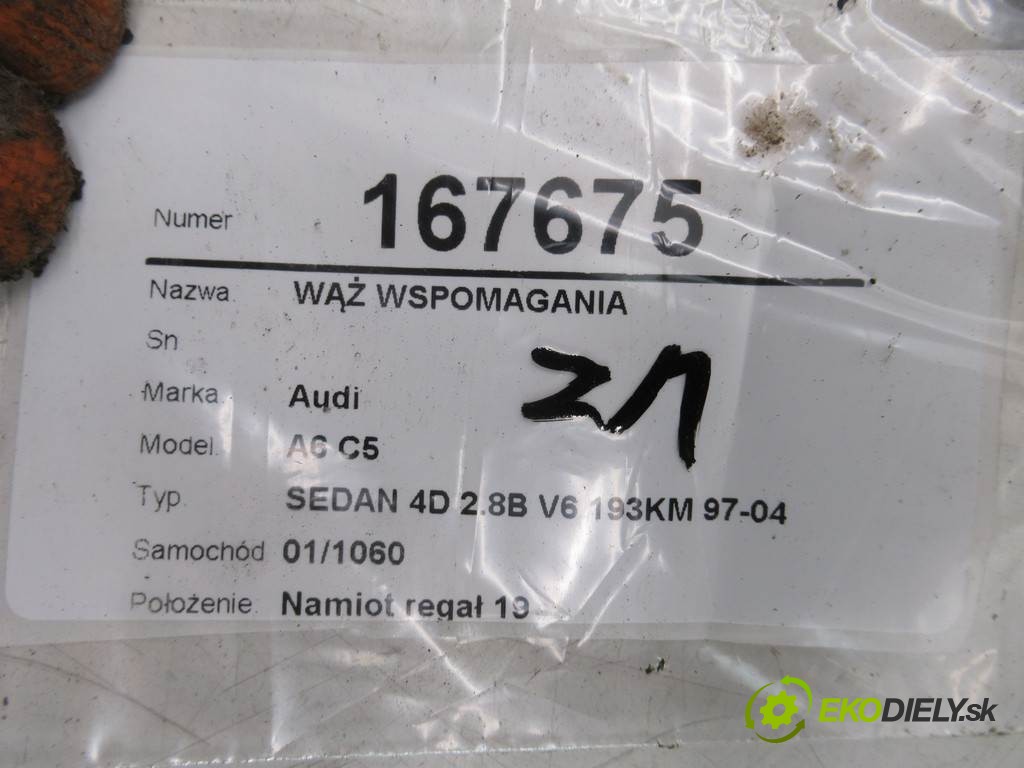 Numer 167675
Nazwa WĄŻ WSPOMAGANIA
Sn
Marka Audi
Model A6 C5
Typ SEDAN 4D 2.8B V6 193KM 97-04
Samochód 01/1060
Położenie Namiot regał 19
EKODIELY.sk